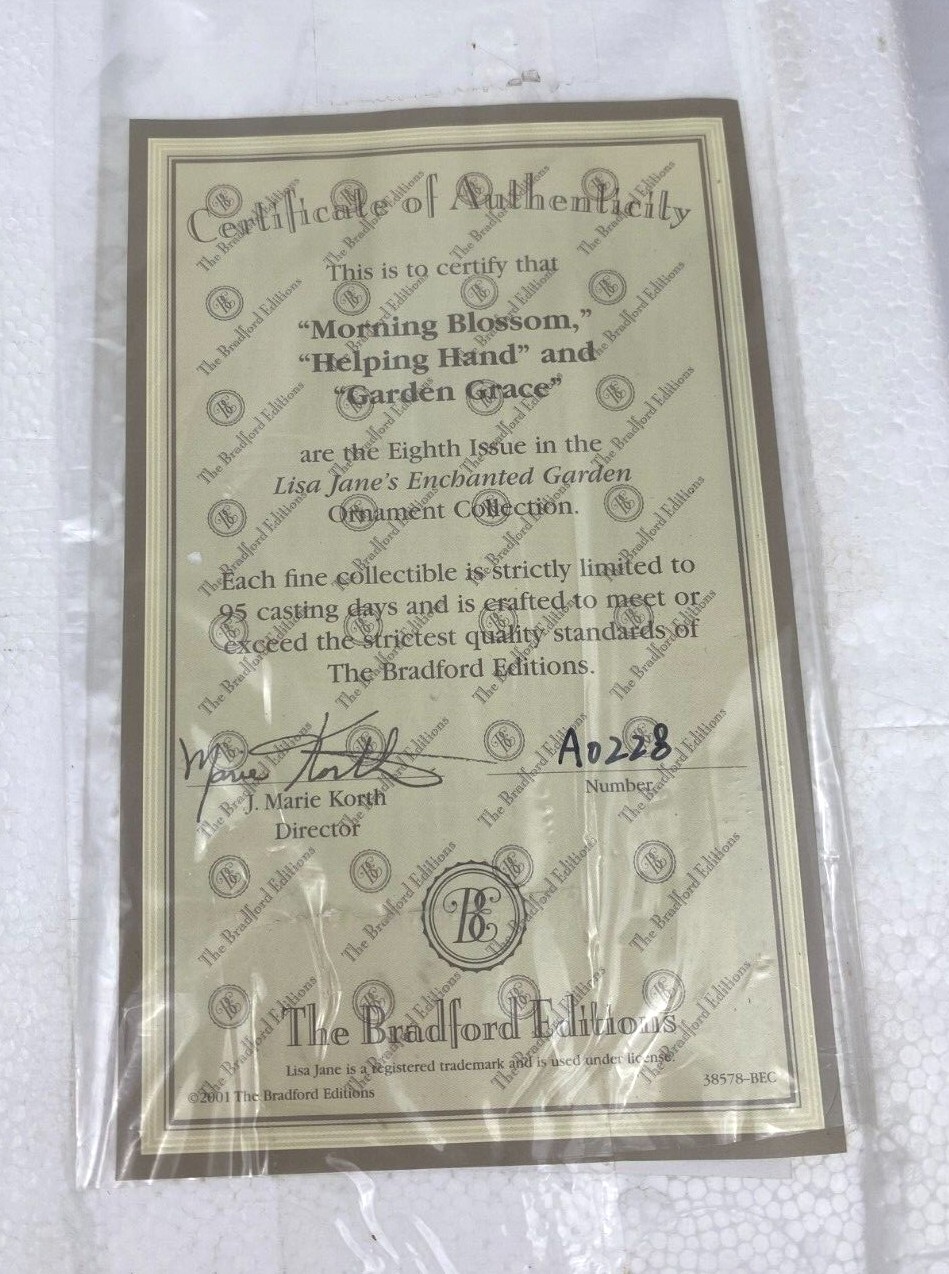 Certificate of Authenticity
This is to certify that
“Morning Blossom,”
“Helping Hand” and
“Garden Grace”
are the Eighth Issue in the
Lisa Jane’s Enchanted Garden
Ornament Collection.
Each fine collectible is strictly limited to
95 casting days and is crafted to meet or
exceed the strictest quality standards of
The Bradford Editions.
Marie Korth
A0228
J. Marie Korth
Number
Director
BE
The Bradford Editions
Lisa Jane is a registered trademark and is used under license.
©2001 The Bradford Editions
38578–BEC